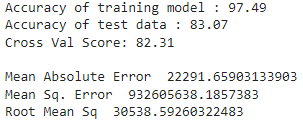 Accuracy of training model : 97.49
Accuracy of test data : 83.07
Cross Val Score: 82.31
Mean Absolute Error  22291.65903133903
Mean Sq. Error  932605638.1857383
Root Mean Sq  30538.59260322483